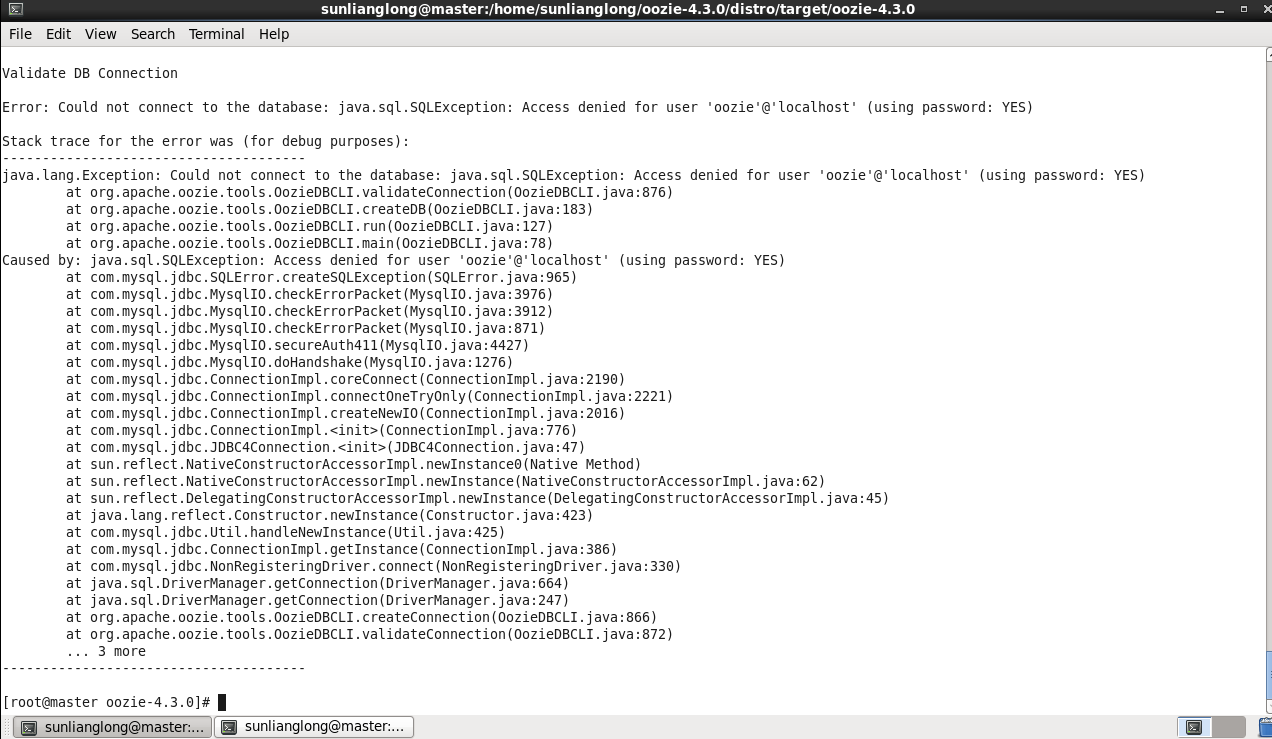 sunlianglong@master:/home/sunlianglong/oozie-4.3.0/distro/target/oozie-4.3.0
File Edit View Search Terminal Help
Validate DB Connection
Error: Could not connect to the database: java.sql.SQLException: Access denied for user 'oozie'@'localhost' (using password: YES)
Stack trace for the error was (for debug purposes):
--------------------------------------
java.lang.Exception: Could not connect to the database: java.sql.SQLException: Access denied for user 'oozie'@'localhost' (using password: YES)
        at org.apache.oozie.tools.OozieDBCLI.validateConnection(OozieDBCLI.java:876)
        at org.apache.oozie.tools.OozieDBCLI.createDB(OozieDBCLI.java:183)
        at org.apache.oozie.tools.OozieDBCLI.run(OozieDBCLI.java:127)
        at org.apache.oozie.tools.OozieDBCLI.main(OozieDBCLI.java:78)
Caused by: java.sql.SQLException: Access denied for user 'oozie'@'localhost' (using password: YES)
        at com.mysql.jdbc.SQLError.createSQLException(SQLError.java:965)
        at com.mysql.jdbc.MysqlIO.checkErrorPacket(MysqlIO.java:3976)
        at com.mysql.jdbc.MysqlIO.checkErrorPacket(MysqlIO.java:3912)
        at com.mysql.jdbc.MysqlIO.checkErrorPacket(MysqlIO.java:871)
        at com.mysql.jdbc.MysqlIO.secureAuth411(MysqlIO.java:4427)
        at com.mysql.jdbc.MysqlIO.doHandshake(MysqlIO.java:1276)
        at com.mysql.jdbc.ConnectionImpl.coreConnect(ConnectionImpl.java:2190)
        at com.mysql.jdbc.ConnectionImpl.connectOneTryOnly(ConnectionImpl.java:2221)
        at com.mysql.jdbc.ConnectionImpl.createNewIO(ConnectionImpl.java:2016)
        at com.mysql.jdbc.ConnectionImpl.<init>(ConnectionImpl.java:776)
        at com.mysql.jdbc.JDBC4Connection.<init>(JDBC4Connection.java:47)
        at sun.reflect.NativeConstructorAccessorImpl.newInstance0(Native Method)
        at sun.reflect.NativeConstructorAccessorImpl.newInstance(NativeConstructorAccessorImpl.java:62)
        at sun.reflect.DelegatingConstructorAccessorImpl.newInstance(DelegatingConstructorAccessorImpl.java:45)
        at java.lang.reflect.Constructor.newInstance(Constructor.java:423)
        at com.mysql.jdbc.Util.handleNewInstance(Util.java:425)
        at com.mysql.jdbc.ConnectionImpl.getInstance(ConnectionImpl.java:386)
        at com.mysql.jdbc.NonRegisteringDriver.connect(NonRegisteringDriver.java:330)
        at java.sql.DriverManager.getConnection(DriverManager.java:664)
        at java.sql.DriverManager.getConnection(DriverManager.java:247)
        at org.apache.oozie.tools.OozieDBCLI.createConnection(OozieDBCLI.java:866)
        at org.apache.oozie.tools.OozieDBCLI.validateConnection(OozieDBCLI.java:872)
        ... 3 more
--------------------------------------
[root@master oozie-4.3.0]#
sunlianglong@master:... sunlianglong@master:...